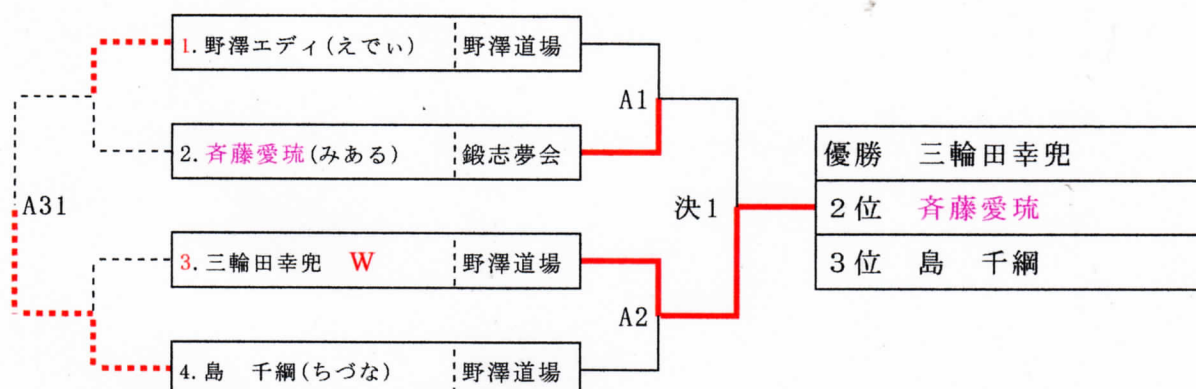 1.野澤エディ(えでぃ) 野澤道場
A1
2.斉藤愛琉(みある) 鍛志夢会
優勝 三輪田幸兜
A31
決1
2位 斉藤愛琉
3.三輪田幸兜 W 野澤道場
3位 島 千綱
A2
4.島 千綱(ちづな) 野澤道場